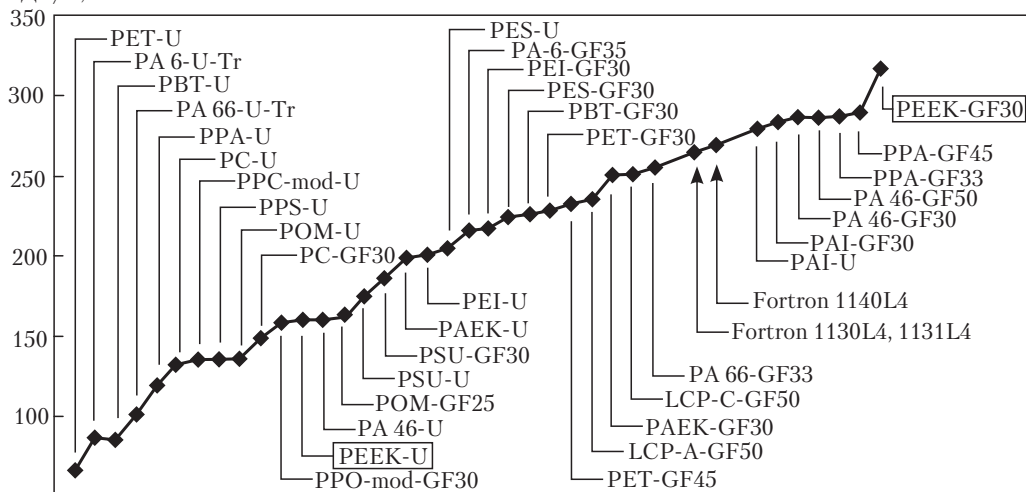 350
300
250
200
150
100
PET-U
PA 6-U-Tr
PBT-U
PA 66-U-Tr
PPA-U
PC-U
PPC-mod-U
PPS-U
POM-U
PC-GF30
PES-U
PA-6-GF35
PEI-GF30
PES-GF30
PBT-GF30
PET-GF30
PEEK-GF30
PPA-GF45
PPA-GF33
PA 46-GF50
PA 46-GF30
PAI-GF30
PAI-U
Fortron 1140L4
Fortron 1130L4, 1131L4
PA 66-GF33
LCP-C-GF50
PAEK-GF30
LCP-A-GF50
PET-GF45
PEI-U
PAEK-U
PSU-GF30
PSU-U
POM-GF25
PA 46-U
PEEK-U
PPO-mod-GF30